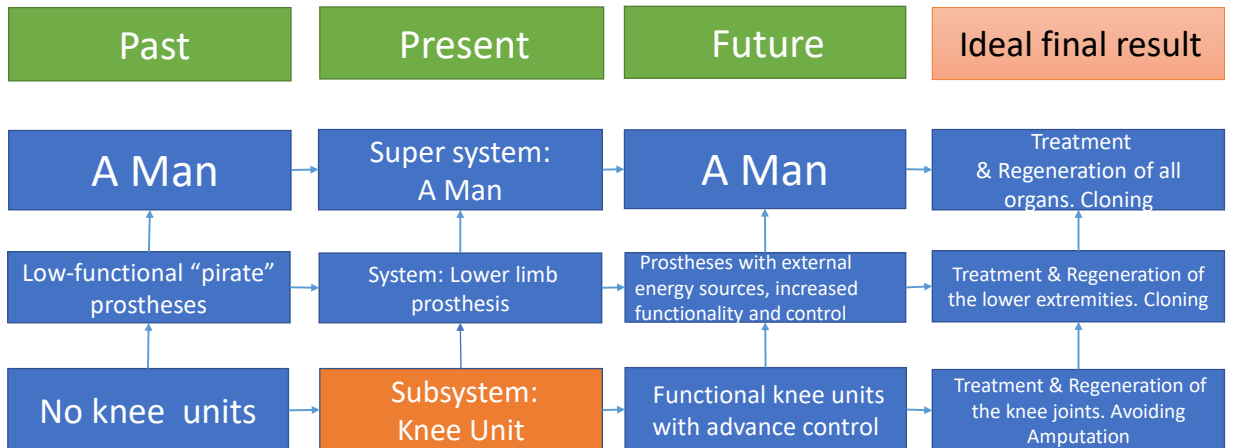 Past
Present
Future
Ideal final result
A Man
Super system:
A Man
A Man
Treatment
& Regeneration of all
organs. Cloning
Low-functional “pirate”
prostheses
System: Lower limb
prosthesis
Prostheses with external
energy sources, increased
functionality and control
Treatment & Regeneration of
the lower extremities. Cloning
No knee units
Subsystem:
Knee Unit
Functional knee units
with advance control
Treatment & Regeneration of
the knee joints. Avoiding
Amputation